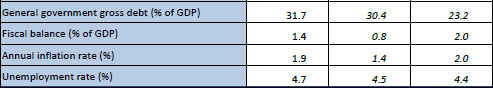 General government gross debt (% of GDP) 31.7 30.4 23.2
Fiscal balance (% of GDP) 1.4 0.8 2.0
Annual inflation rate (%) 1.9 1.4 2.0
Unemployment rate (%) 4.7 4.5 4.4